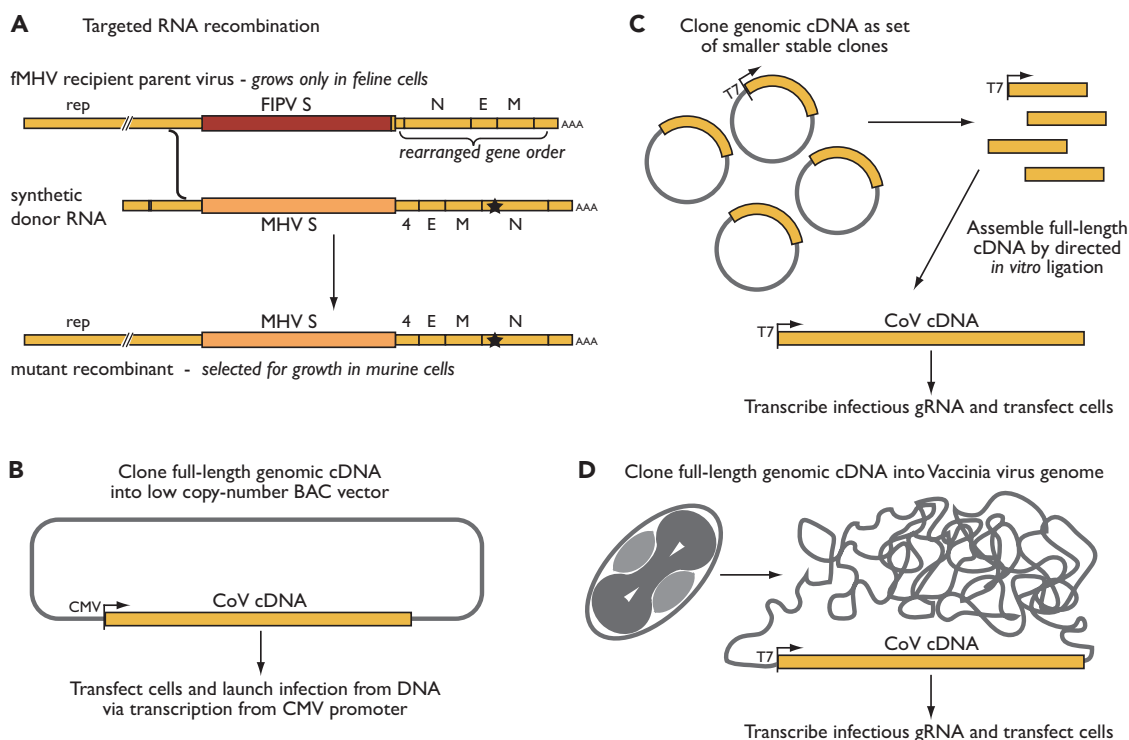 A Targeted RNA recombination
fMHV recipient parent virus - grows only in feline cells
rep FIPV S N E M
AAA
rearranged gene order
synthetic
donor RNA
AAA
MHV S 4 E M N
rep MHV S 4 E M N
AAA
mutant recombinant - selected for growth in murine cells
B Clone full-length genomic cDNA
into low copy-number BAC vector
CMV CoV cDNA
Transfect cells and launch infection from DNA
via transcription from CMV promoter
C Clone genomic cDNA as set
of smaller stable clones
T7
T7
Assemble full-length
cDNA by directed
in vitro ligation
T7 CoV cDNA
Transcribe infectious gRNA and transfect cells
D Clone full-length genomic cDNA into Vaccinia virus genome
T7 CoV cDNA
Transcribe infectious gRNA and transfect cells